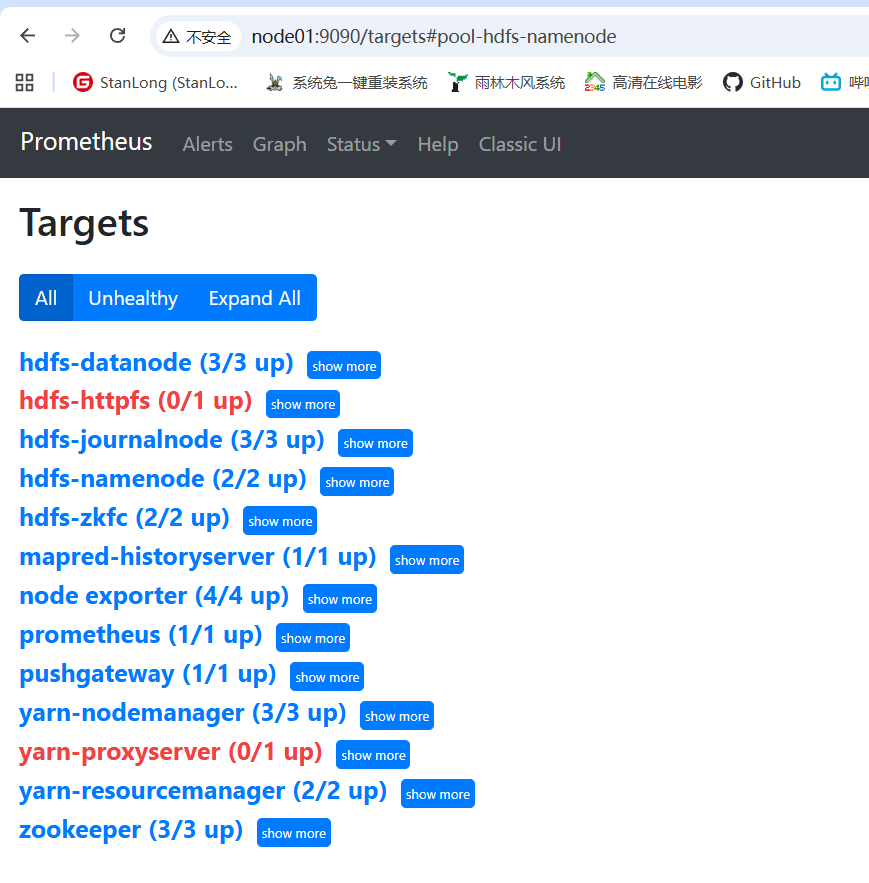 不安全 node01:9090/targets#pool-hdfs-namenode
StanLong (StanLo... 系统兔一键重装系统 雨林木风系统 2345 高清在线电影 GitHub
Prometheus Alerts Graph Status Help Classic UI
Targets
All Unhealthy Expand All
hdfs-datanode (3/3 up) show more
hdfs-httpfs (0/1 up) show more
hdfs-journalnode (3/3 up) show more
hdfs-namenode (2/2 up) show more
hdfs-zkfc (2/2 up) show more
mapred-historyserver (1/1 up) show more
node exporter (4/4 up) show more
prometheus (1/1 up) show more
pushgateway (1/1 up) show more
yarn-nodemanager (3/3 up) show more
yarn-proxyserver (0/1 up) show more
yarn-resourcemanager (2/2 up) show more
zookeeper (3/3 up) show more